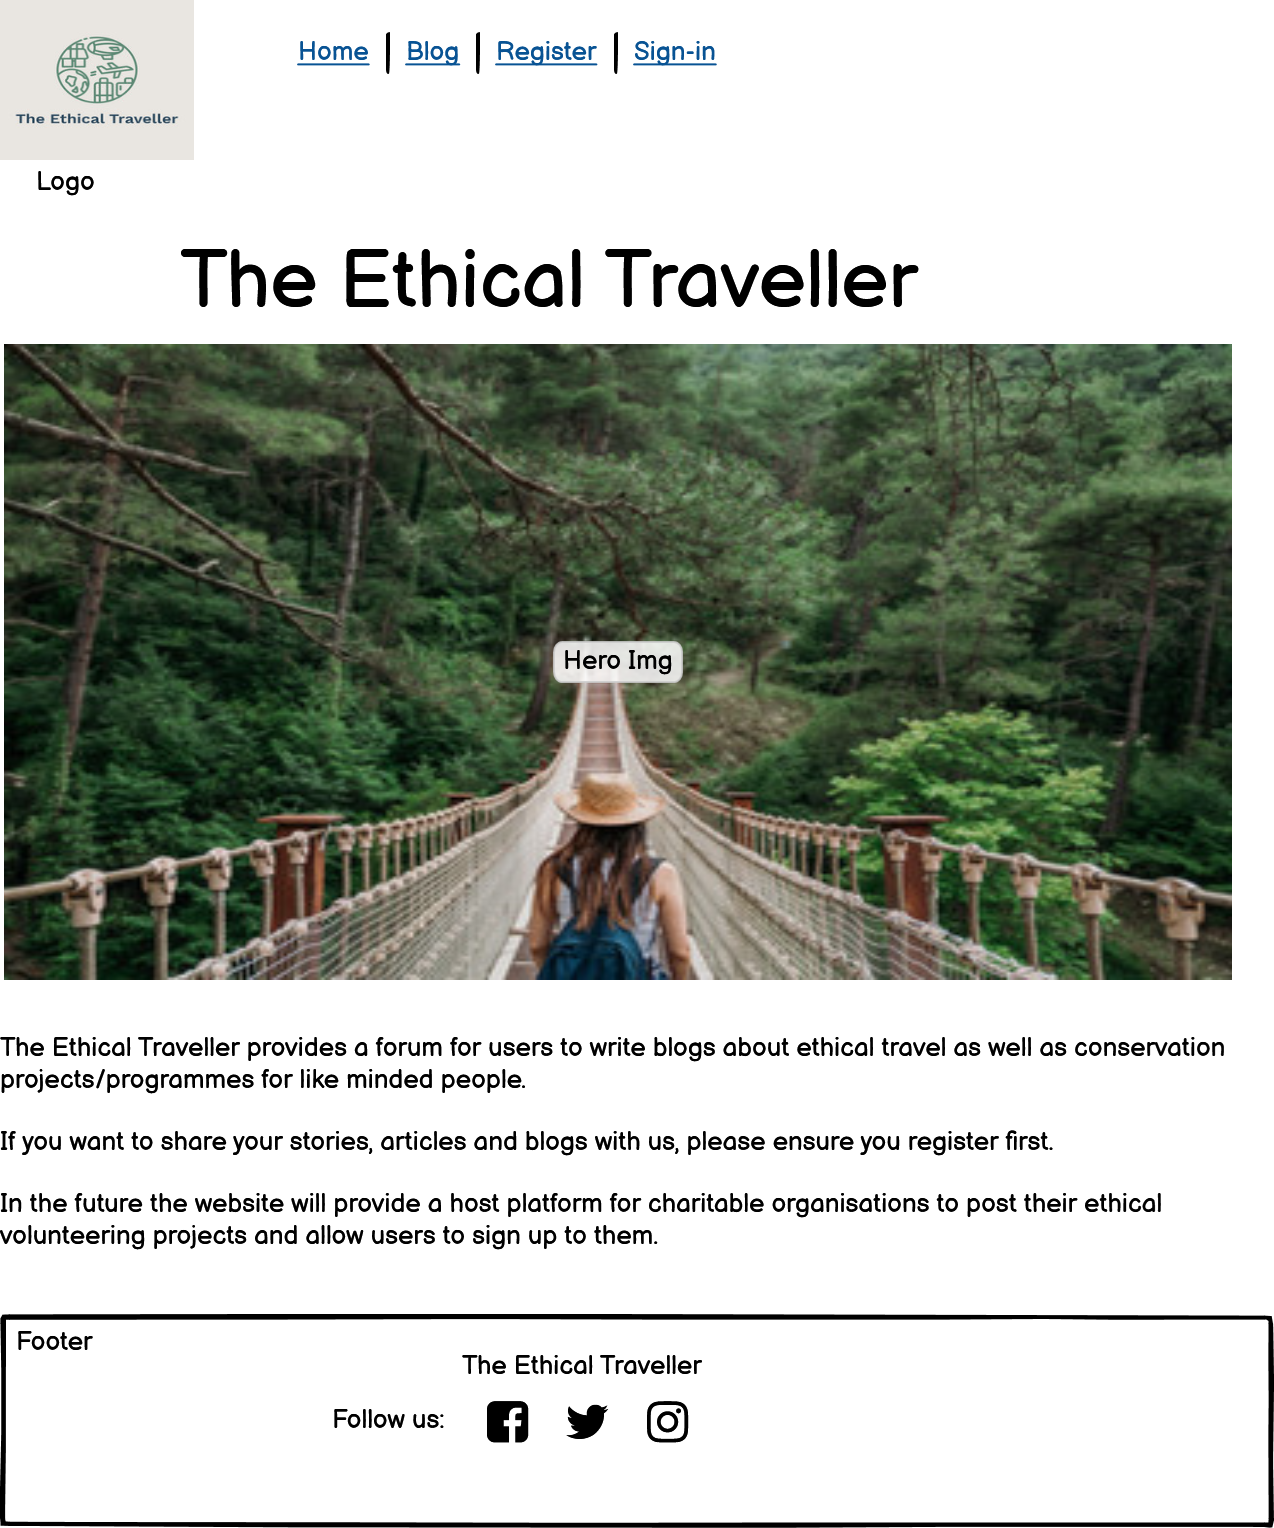 The Ethical Traveller
Home | Blog | Register | Sign-in
Logo
The Ethical Traveller
Hero Img
The Ethical Traveller provides a forum for users to write blogs about ethical travel as well as conservation
projects/programmes for like minded people.
If you want to share your stories, articles and blogs with us, please ensure you register first.
In the future the website will provide a host platform for charitable organisations to post their ethical
volunteering projects and allow users to sign up to them.
Footer
The Ethical Traveller
Follow us: